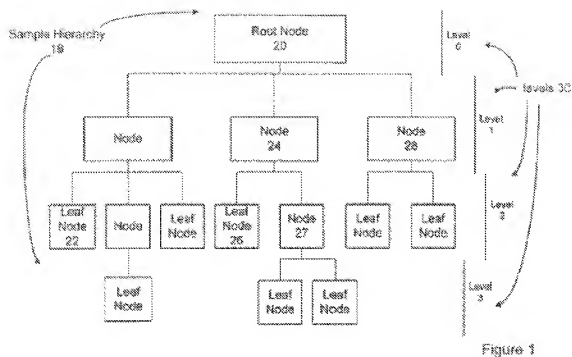 Sample Hierarchy
18
Root Node
20
Level
0
levels 30
Level
1
Node
Node
24
Node
28
Level
2
Leaf
Node
22
Node
Leaf
Node
Leaf
Node
26
Node
27
Leaf
Node
Leaf
Node
Level
3
Leaf
Node
Leaf
Node
Leaf
Node
Figure 1